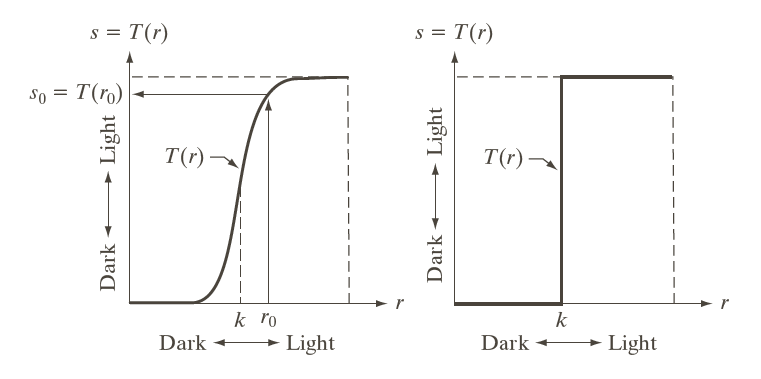 s = T(r)
s₀ = T(r₀)
Dark ↔ Light
T(r)
r
k r₀
Dark ↔ Light
s = T(r)
Dark ↔ Light
T(r)
r
k
Dark ↔ Light